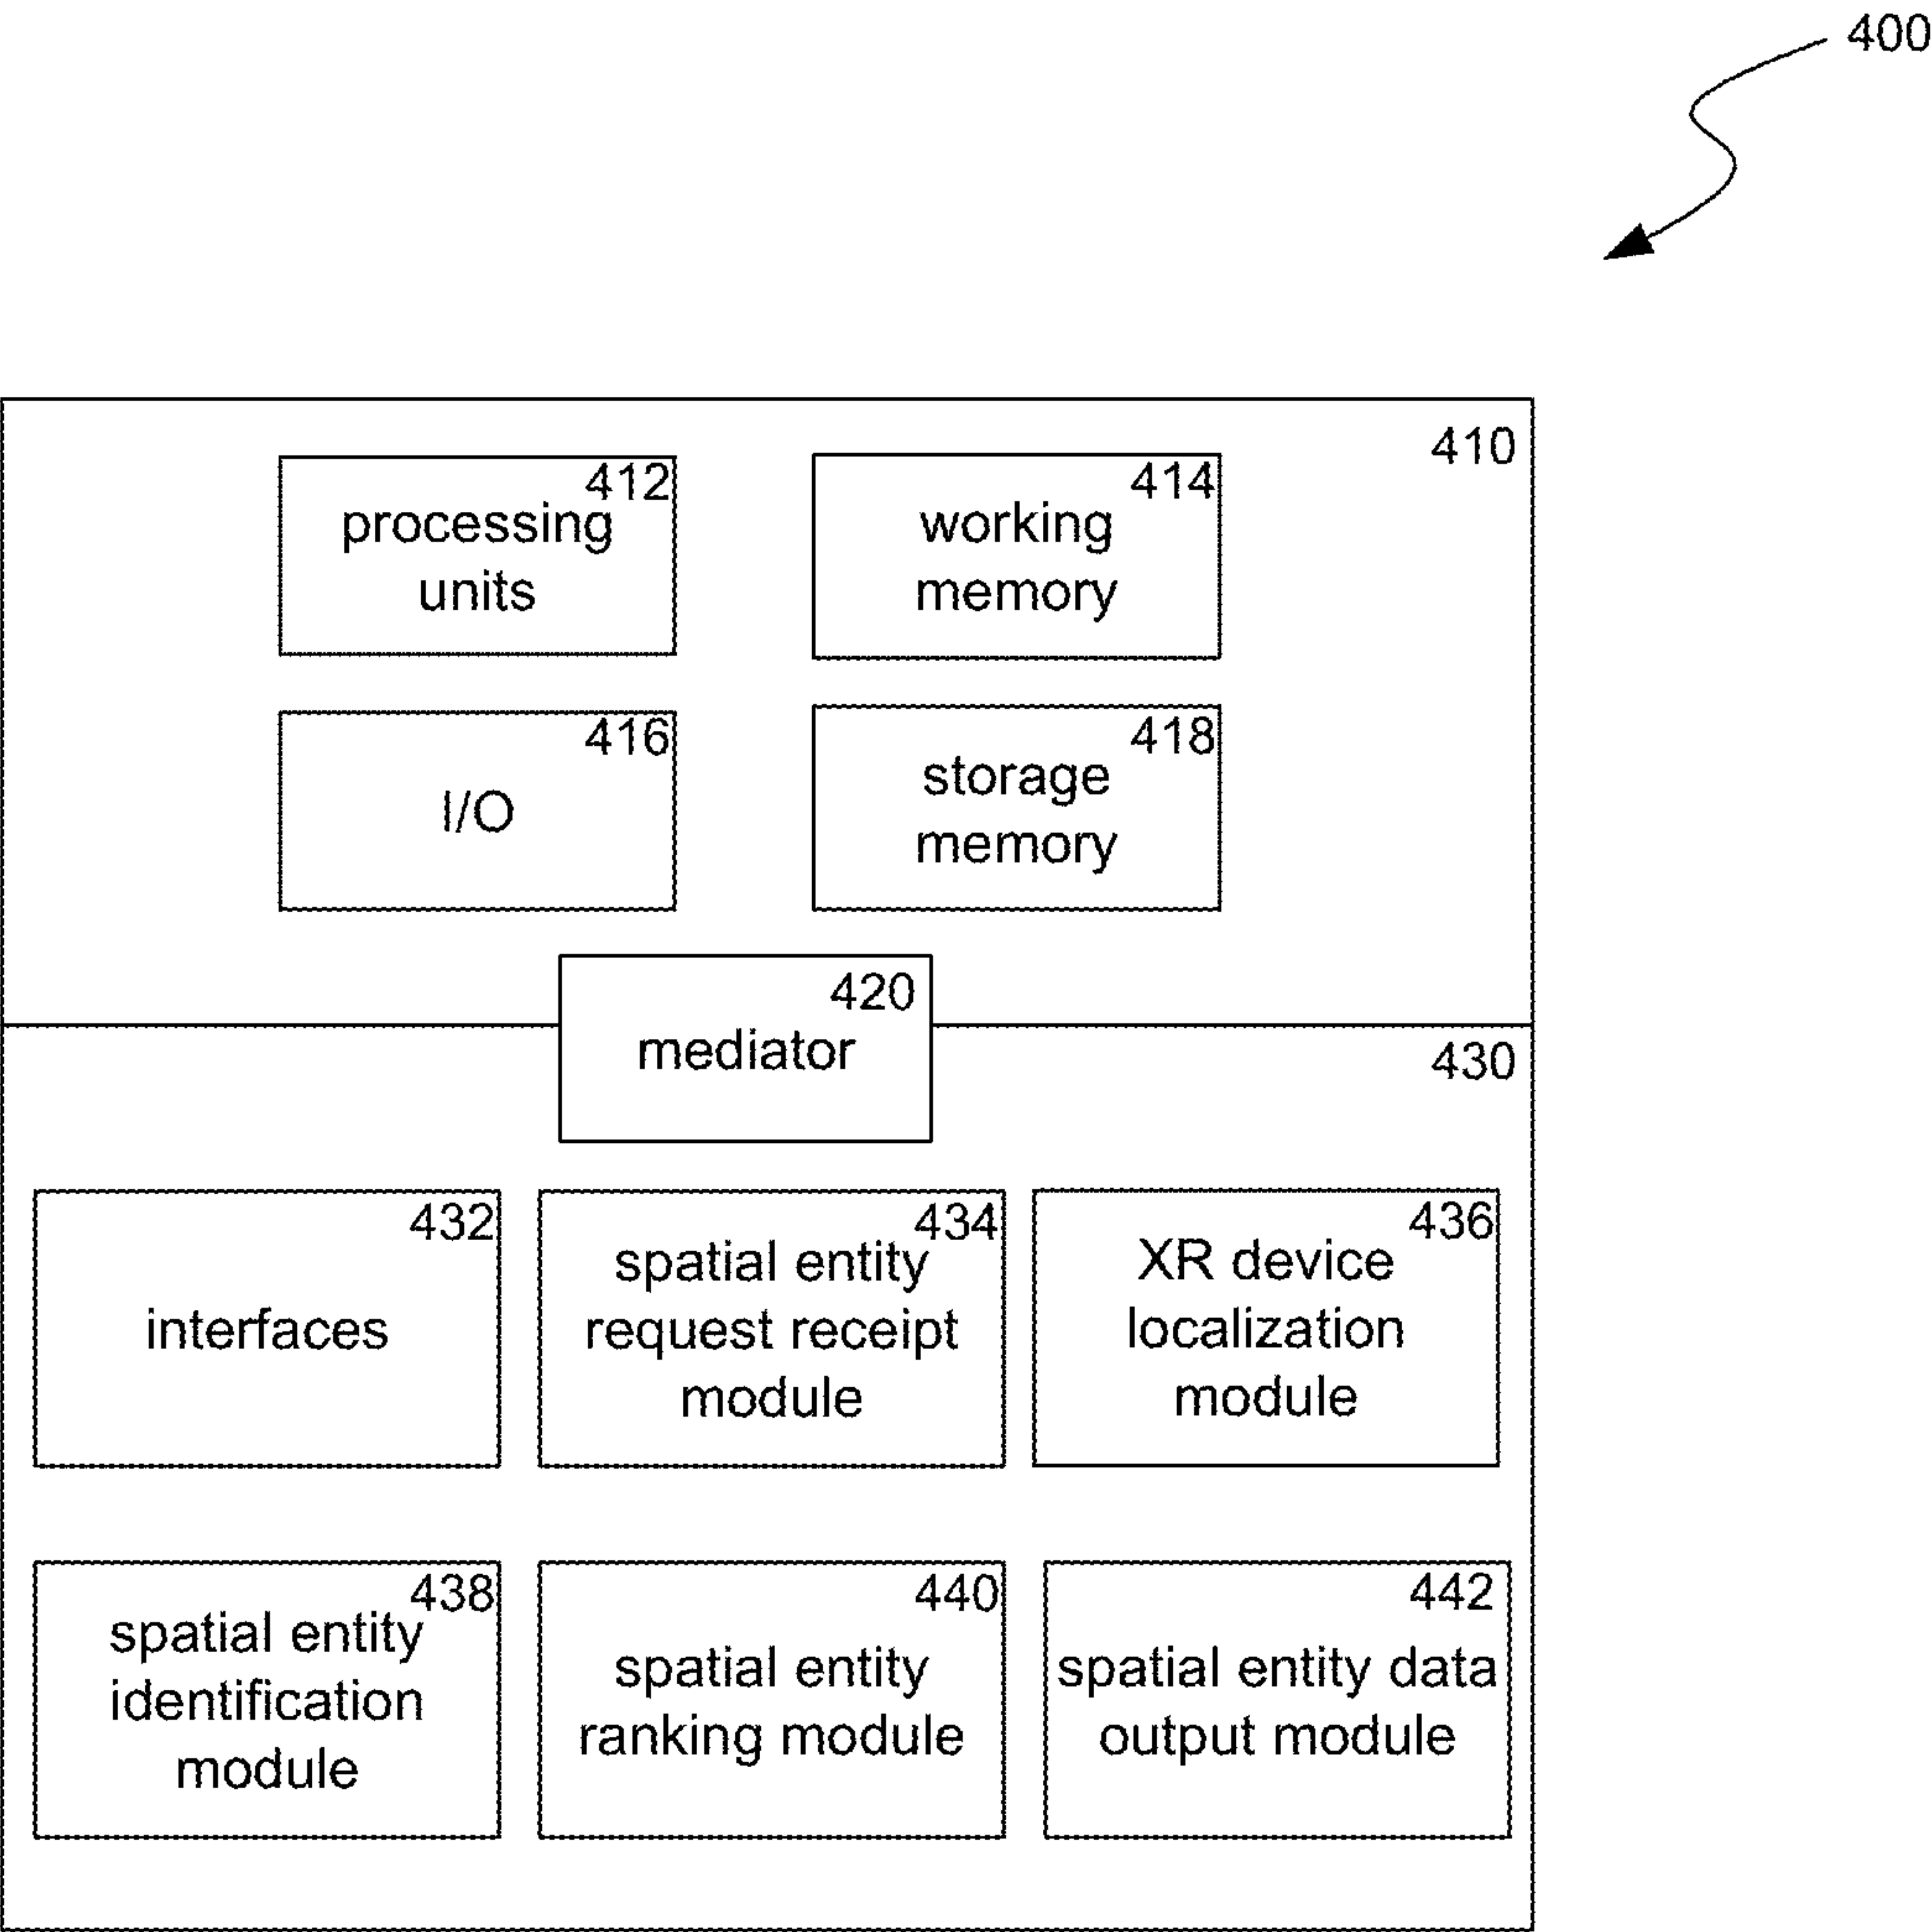 400
410
412
processing
units
414
working
memory
416
I/O
418
storage
memory
420
mediator
430
432
interfaces
434
spatial entity
request receipt
module
436
XR device
localization
module
438
spatial entity
identification
module
440
spatial entity
ranking module
442
spatial entity data
output module